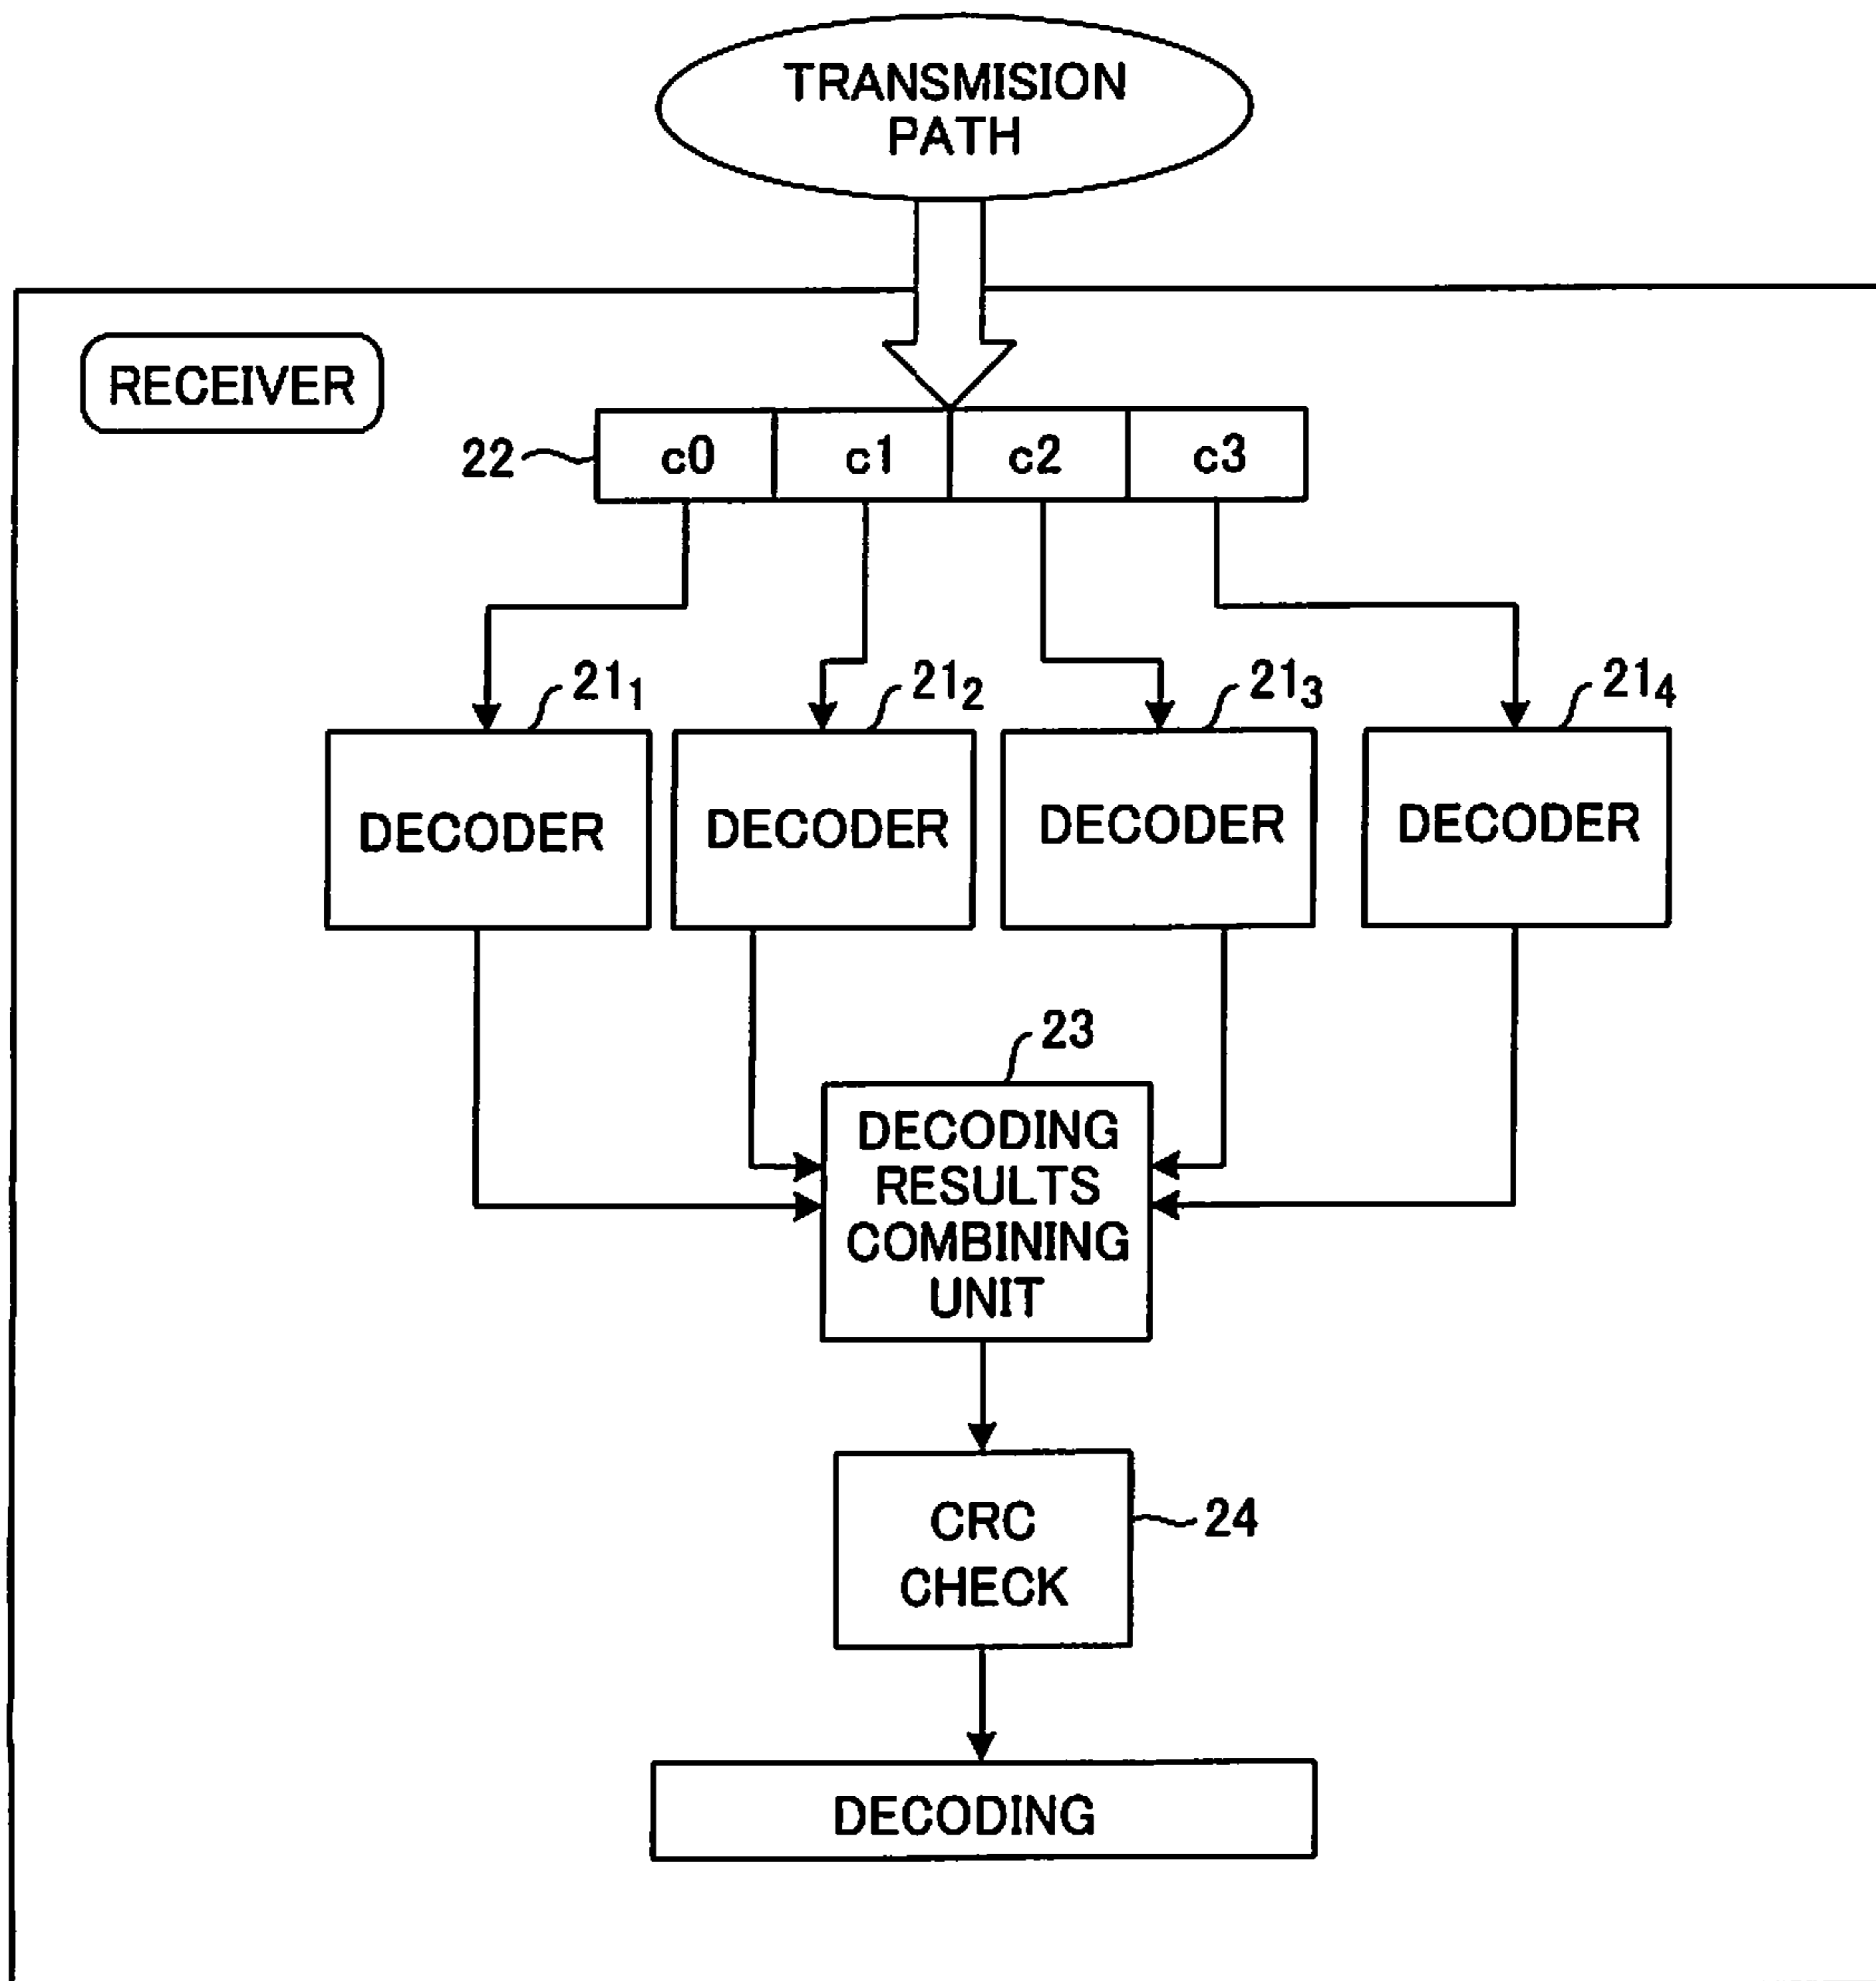 TRANSMISION
PATH
RECEIVER
22
c0 c1 c2 c3
21₁ 21₂ 21₃ 21₄
DECODER DECODER DECODER DECODER
23
DECODING
RESULTS
COMBINING
UNIT
CRC
CHECK
24
DECODING